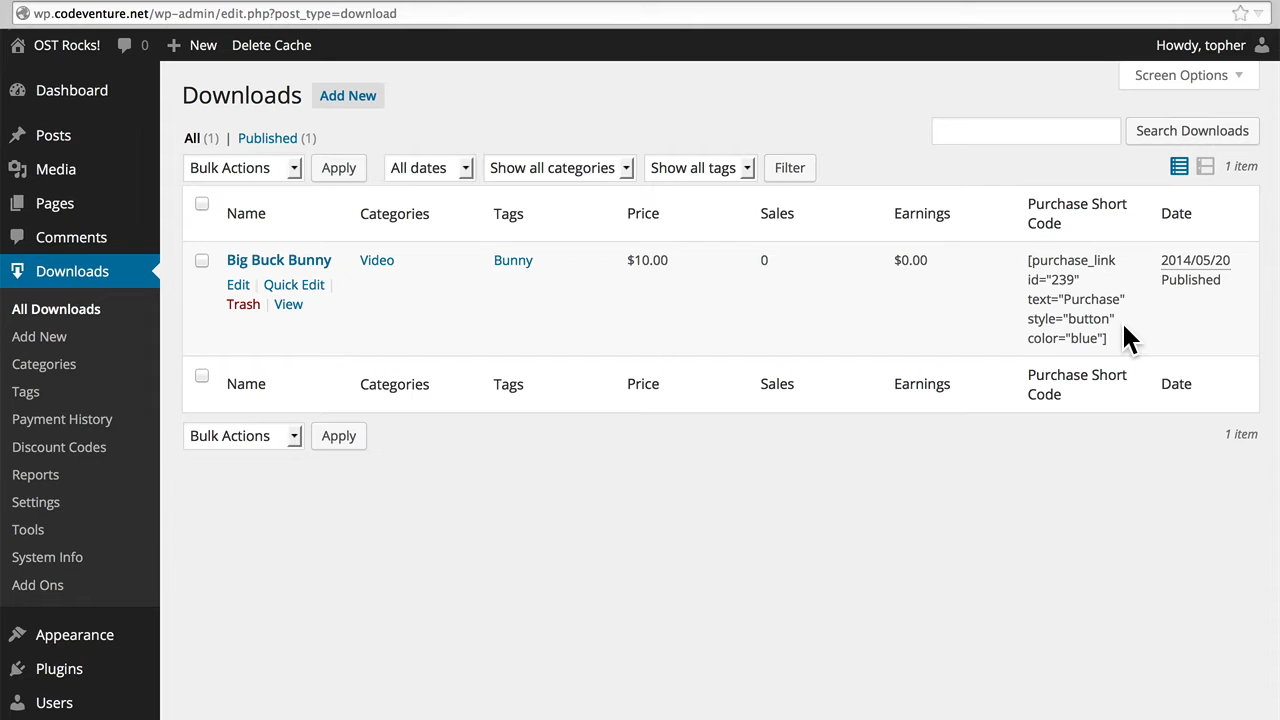 wp.codeventure.net/wp-admin/edit.php?post_type=download
OST Rocks! 0 New Delete Cache Howdy, topher
Screen Options
Dashboard
Posts
Media
Pages
Comments
Downloads
All Downloads
Add New
Categories
Tags
Payment History
Discount Codes
Reports
Settings
Tools
System Info
Add Ons
Appearance
Plugins
Users
Downloads Add New
All (1) | Published (1)
Search Downloads
Bulk Actions Apply All dates Show all categories Show all tags Filter 1 item
Name Categories Tags Price Sales Earnings Purchase Short Code Date
Big Buck Bunny Video Bunny $10.00 0 $0.00
Edit | Quick Edit |
Trash | View
[purchase_link
id="239"
text="Purchase"
style="button"
color="blue"]
2014/05/20
Published
Name Categories Tags Price Sales Earnings Purchase Short Code Date
Bulk Actions Apply 1 item